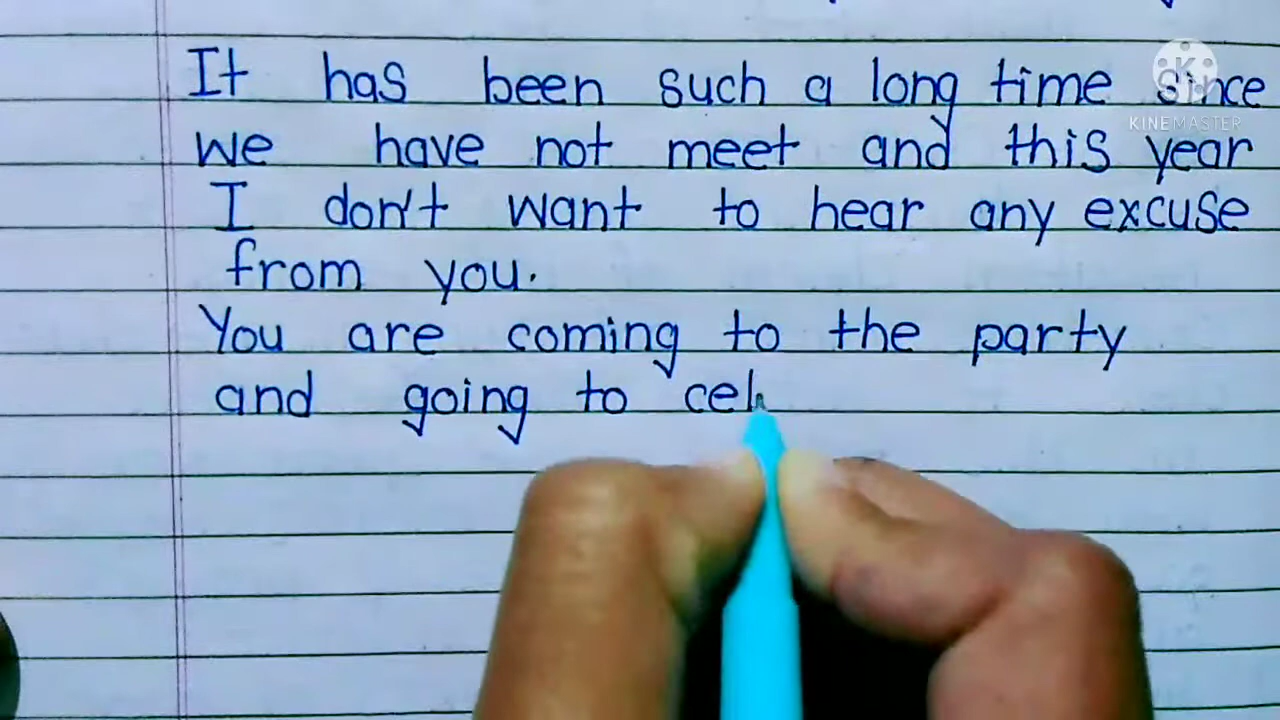 It has been such a long time since
we have not meet and this year
I don't want to hear any excuse
from you.
You are coming to the party
and going to cel
KINEMASTER